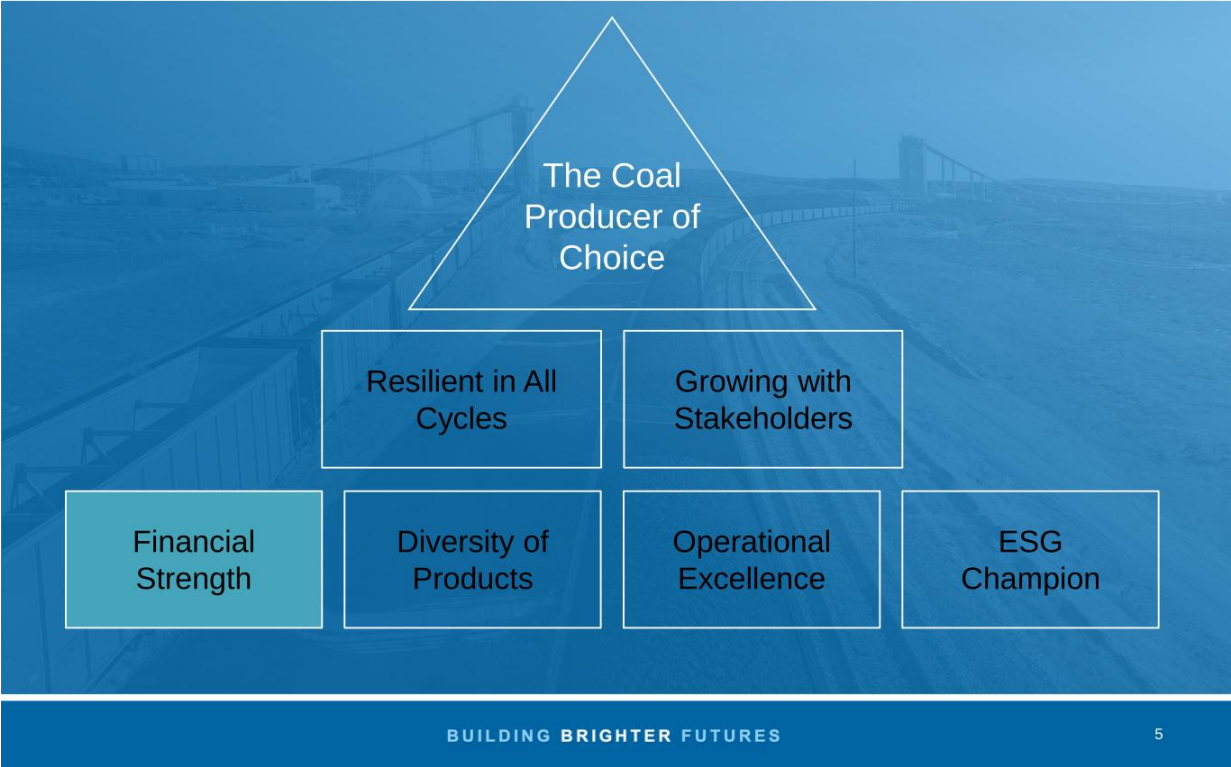 The Coal
Producer of
Choice
Resilient in All
Cycles
Growing with
Stakeholders
Financial
Strength
Diversity of
Products
Operational
Excellence
ESG
Champion
BUILDING BRIGHTER FUTURES
5